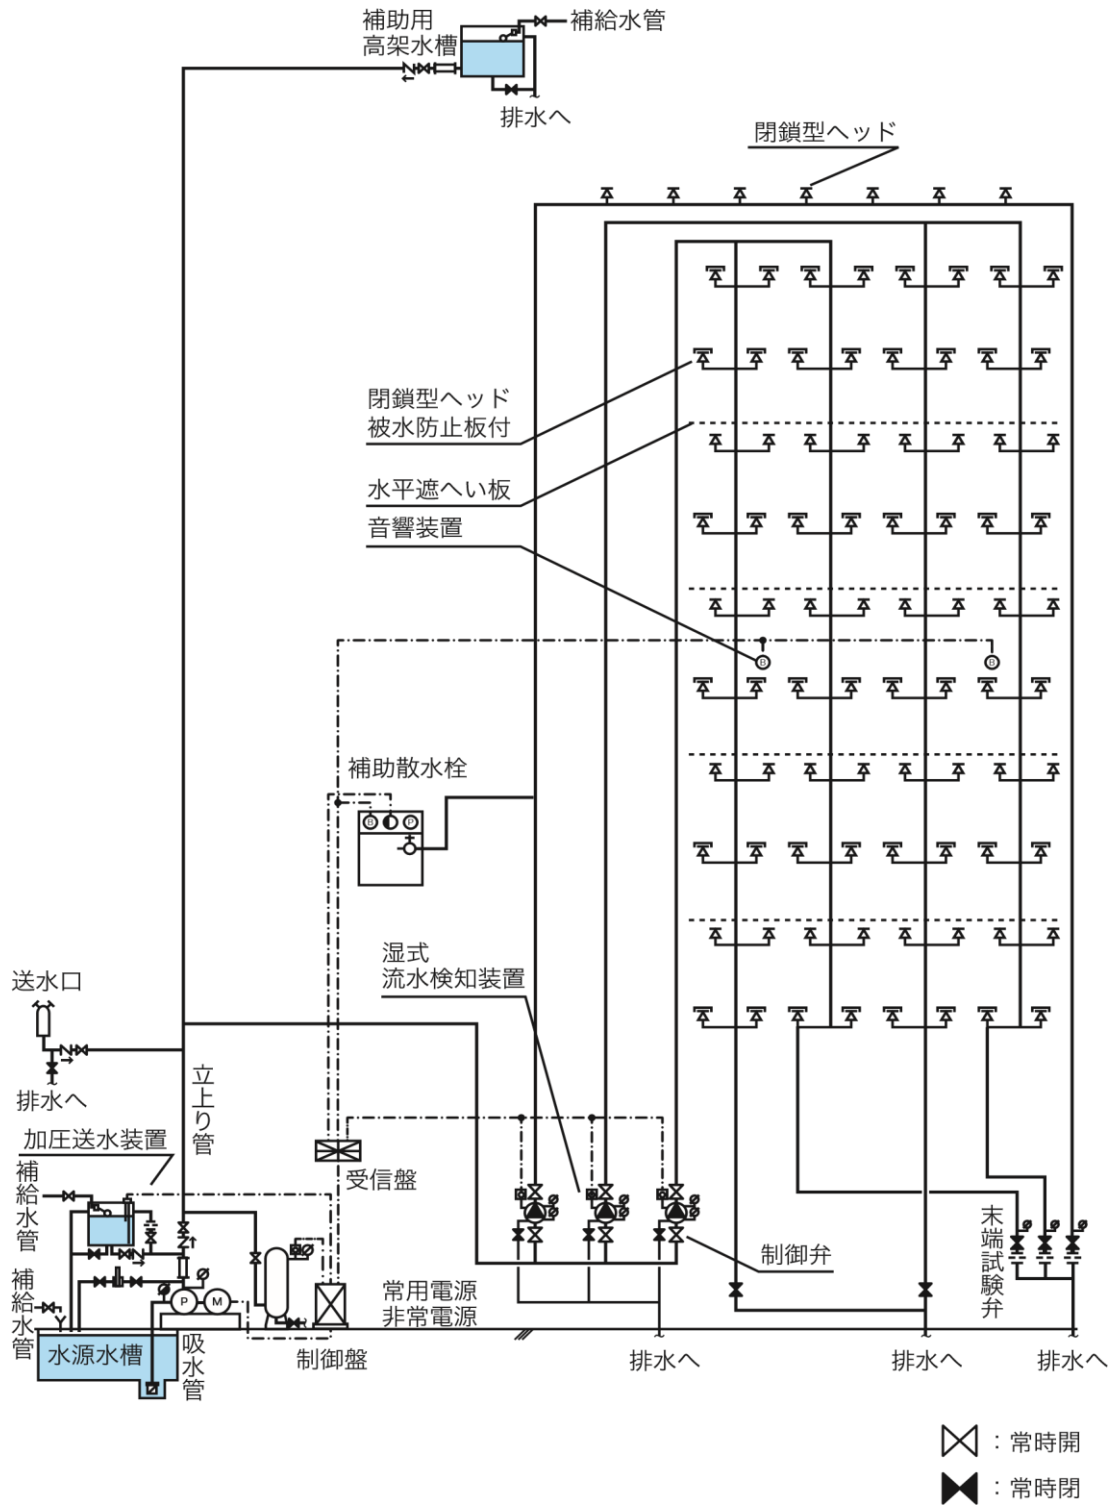 補助用
高架水槽
補給水管
排水へ
閉鎖型ヘッド
閉鎖型ヘッド
被水防止板付
水平遮へい板
音響装置
B
B
補助散水栓
B
P
湿式
流水検知装置
送水口
排水へ
立上り管
加圧送水装置
補給水管
受信盤
末端試験弁
制御弁
補給水管
P
M
常用電源
非常電源
水源水槽
吸水管
制御盤
排水へ
排水へ
排水へ
：常時開
：常時閉